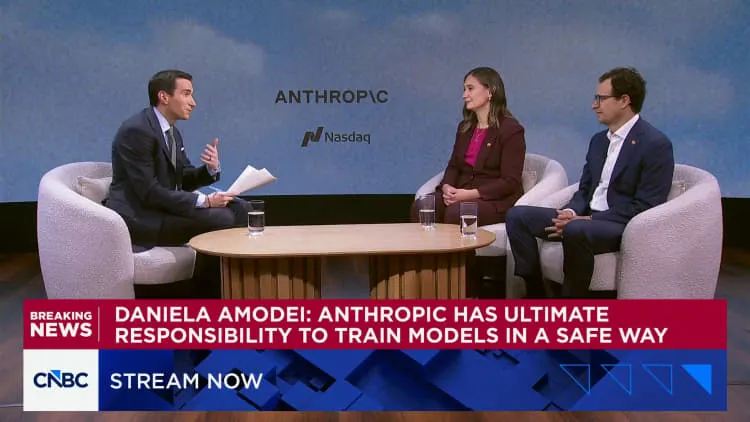 ANTHROP\C
Nasdaq
BREAKING
NEWS
DANIELA AMODEI: ANTHROPIC HAS ULTIMATE
RESPONSIBILITY TO TRAIN MODELS IN A SAFE WAY
CNBC
STREAM NOW